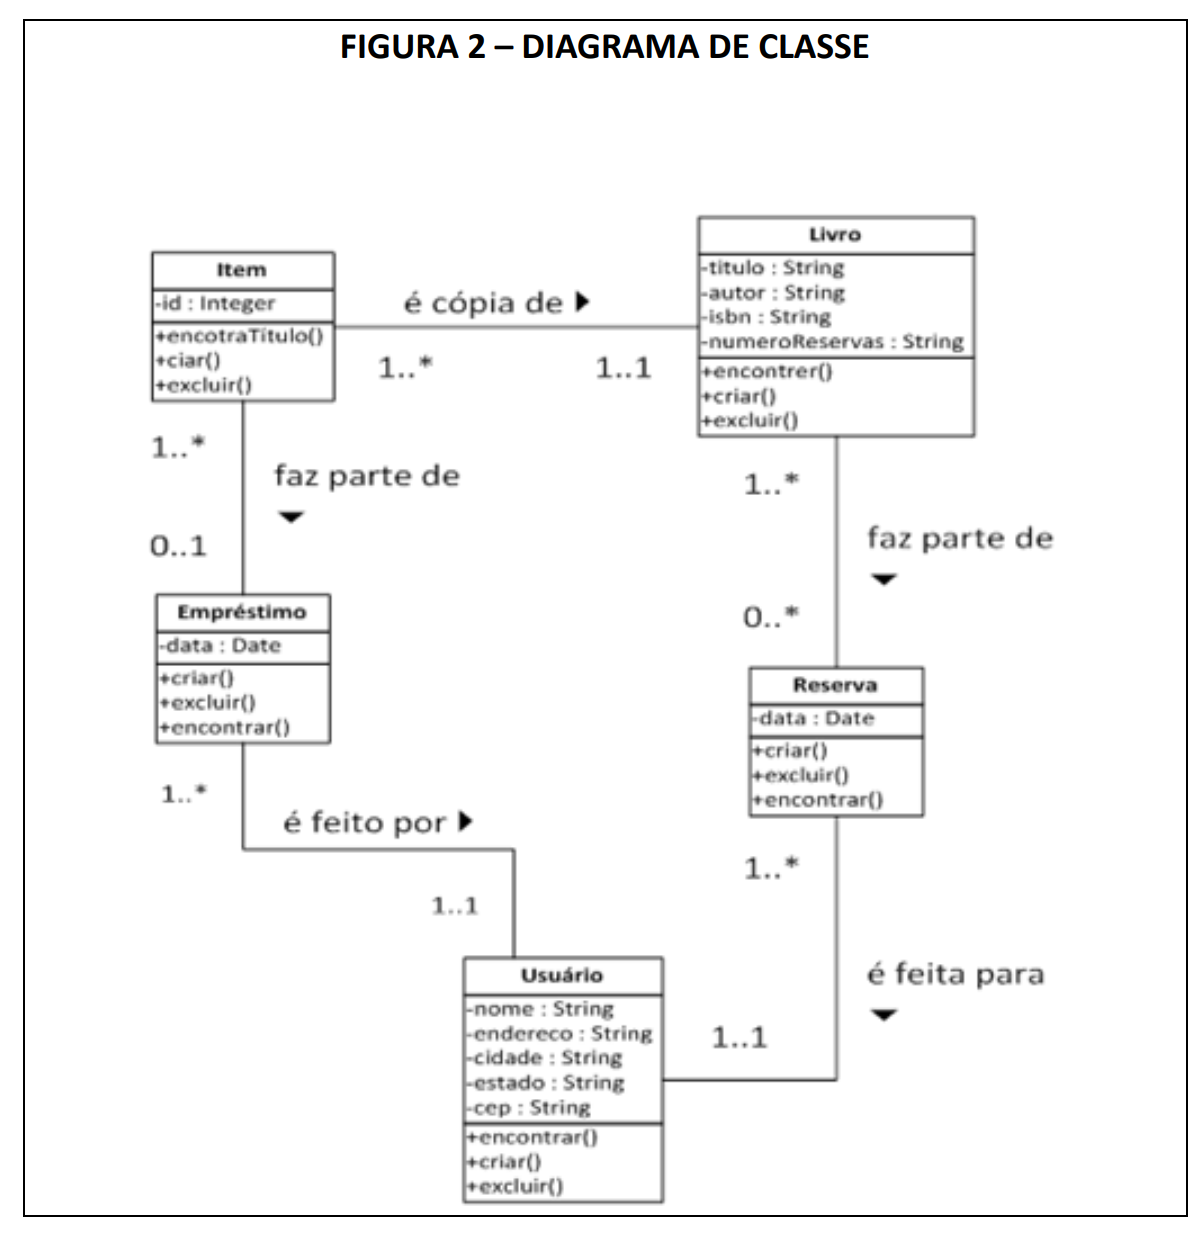 FIGURA 2 – DIAGRAMA DE CLASSE
Livro
-titulo : String
-autor : String
-isbn : String
-numeroReservas : String
+encontrer()
+criar()
+excluir()
Item
-id : Integer
+encotraTitulo()
+ciar()
+excluir()
é cópia de
1..*
1..1
1..*
faz parte de
0..1
1..*
faz parte de
0..*
Empréstimo
-data : Date
+criar()
+excluir()
+encontrar()
Reserva
-data : Date
+criar()
+excluir()
+encontrar()
1..*
é feito por
1..1
1..*
é feita para
1..1
Usuário
-nome : String
-endereco : String
-cidade : String
-estado : String
-cep : String
+encontrar()
+criar()
+excluir()